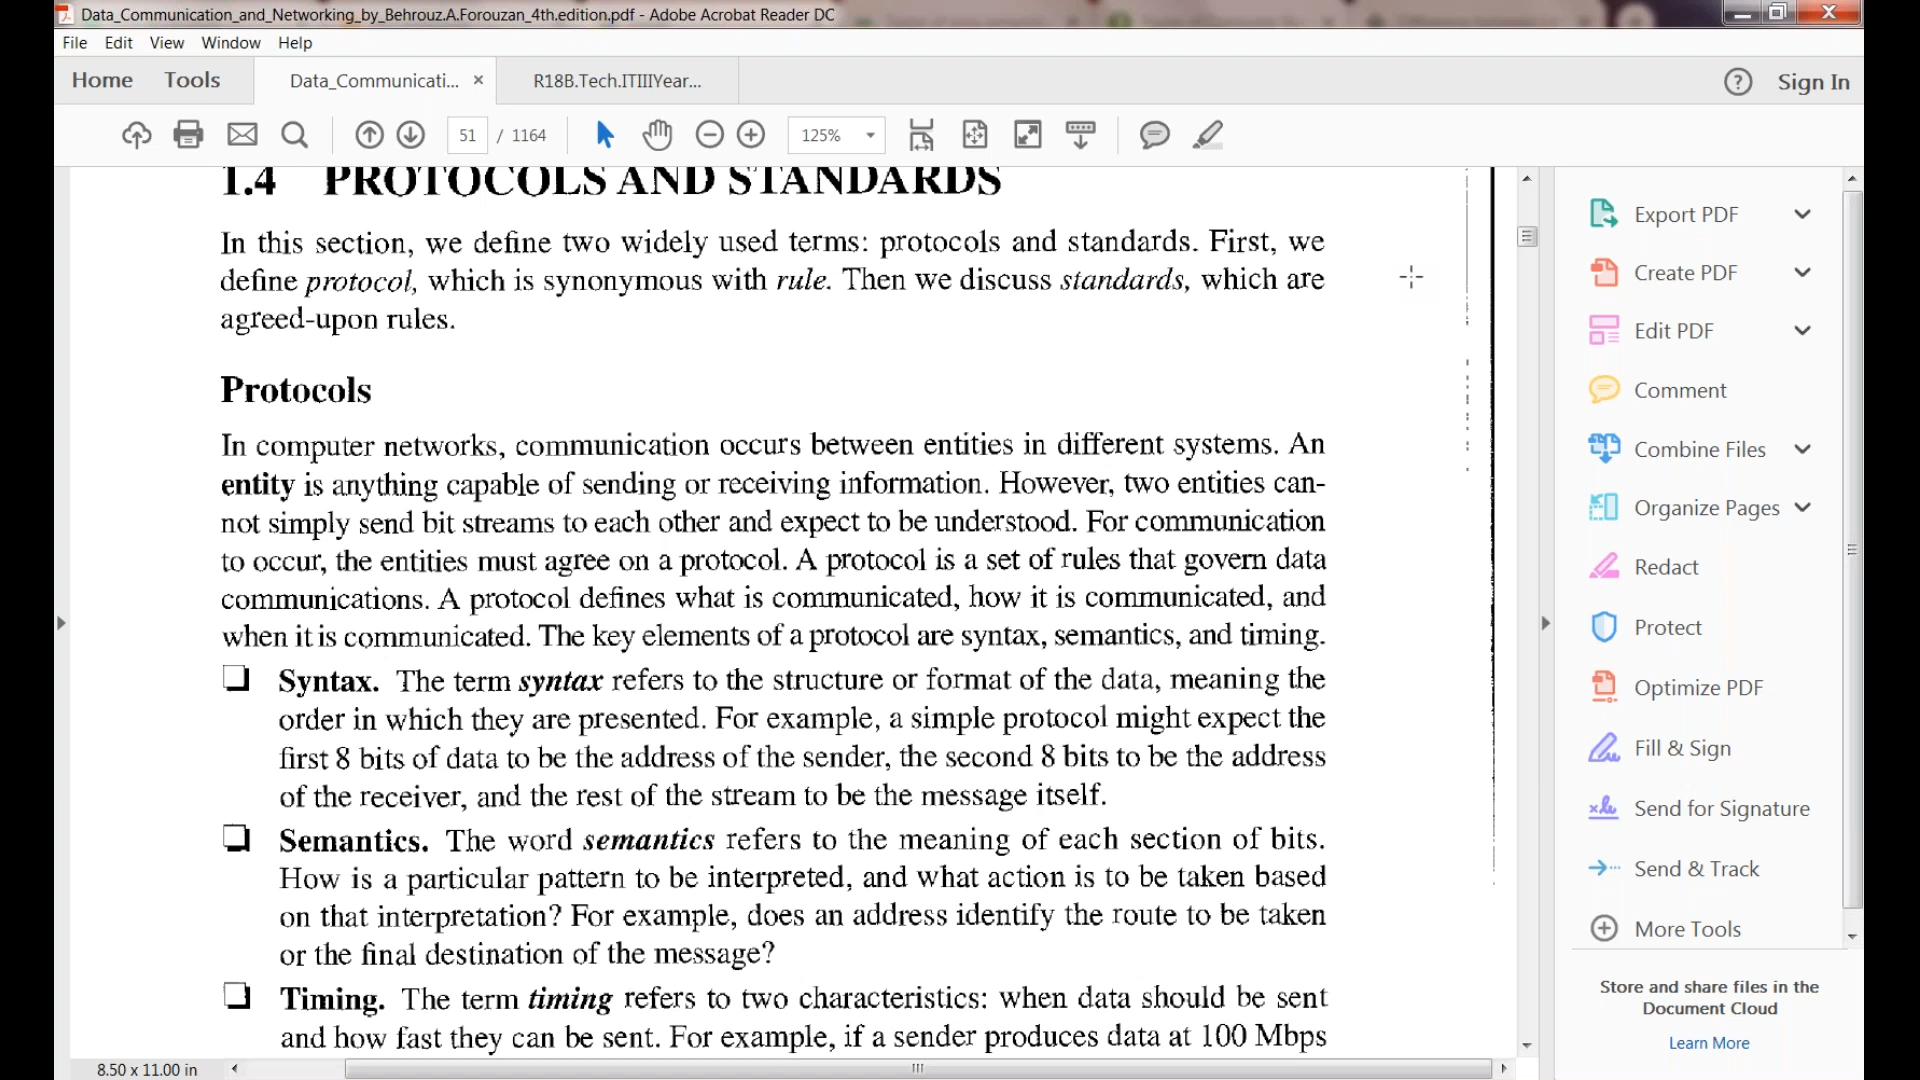 Data_Communication_and_Networking_by_Behrouz.A.Forouzan_4th.edition.pdf - Adobe Acrobat Reader DC
File Edit View Window Help
Home Tools Data_Communicati... × R18B.Tech.ITIIIYear... Sign In
51 / 1164 125%
1.4 PROTOCOLS AND STANDARDS
In this section, we define two widely used terms: protocols and standards. First, we
define protocol, which is synonymous with rule. Then we discuss standards, which are
agreed-upon rules.
Protocols
In computer networks, communication occurs between entities in different systems. An
entity is anything capable of sending or receiving information. However, two entities can-
not simply send bit streams to each other and expect to be understood. For communication
to occur, the entities must agree on a protocol. A protocol is a set of rules that govern data
communications. A protocol defines what is communicated, how it is communicated, and
when it is communicated. The key elements of a protocol are syntax, semantics, and timing.
❏ Syntax. The term syntax refers to the structure or format of the data, meaning the
order in which they are presented. For example, a simple protocol might expect the
first 8 bits of data to be the address of the sender, the second 8 bits to be the address
of the receiver, and the rest of the stream to be the message itself.
❏ Semantics. The word semantics refers to the meaning of each section of bits.
How is a particular pattern to be interpreted, and what action is to be taken based
on that interpretation? For example, does an address identify the route to be taken
or the final destination of the message?
❏ Timing. The term timing refers to two characteristics: when data should be sent
and how fast they can be sent. For example, if a sender produces data at 100 Mbps
8.50 x 11.00 in
Export PDF
Create PDF
Edit PDF
Comment
Combine Files
Organize Pages
Redact
Protect
Optimize PDF
Fill & Sign
Send for Signature
Send & Track
More Tools
Store and share files in the
Document Cloud
Learn More